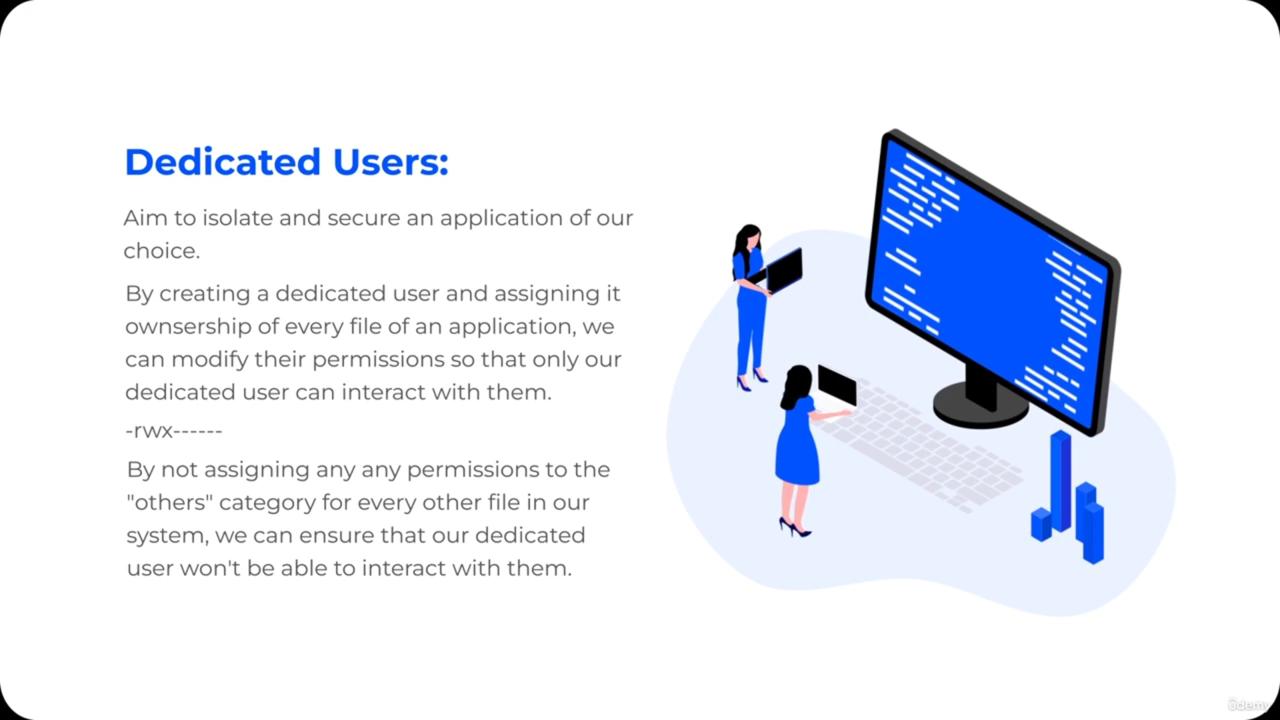 Dedicated Users:
Aim to isolate and secure an application of our
choice.
By creating a dedicated user and assigning it
ownsership of every file of an application, we
can modify their permissions so that only our
dedicated user can interact with them.
-rwx------
By not assigning any any permissions to the
"others" category for every other file in our
system, we can ensure that our dedicated
user won't be able to interact with them.
ûdemy